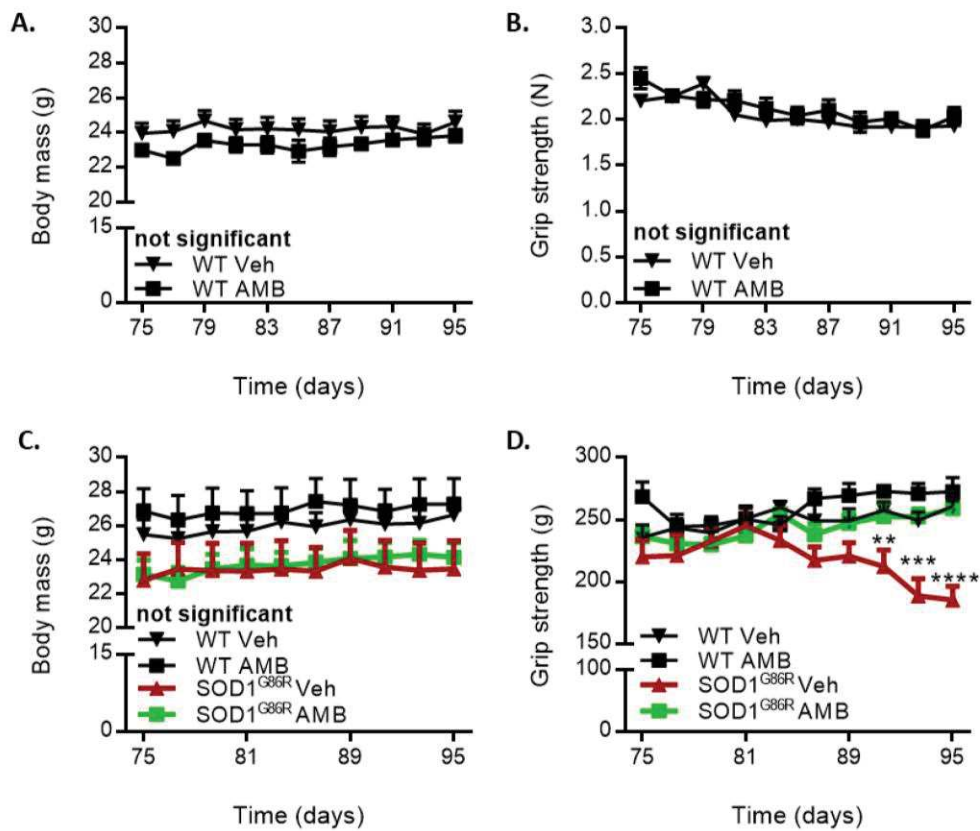 A.
Body mass (g)
30
28
26
24
22
20
15
0
not significant
WT Veh
WT AMB
75 79 83 87 91 95
Time (days)
B.
Grip strength (N)
3.0
2.5
2.0
1.5
1.0
0.5
0.0
not significant
WT Veh
WT AMB
75 79 83 87 91 95
Time (days)
C.
Body mass (g)
30
28
26
24
22
20
15
0
not significant
WT Veh
WT AMB
SOD1G86R Veh
SOD1G86R AMB
75 81 89 95
Time (days)
D.
Grip strength (g)
300
250
200
150
100
0
** *** ****
WT Veh
WT AMB
SOD1G86R Veh
SOD1G86R AMB
75 81 89 95
Time (days)